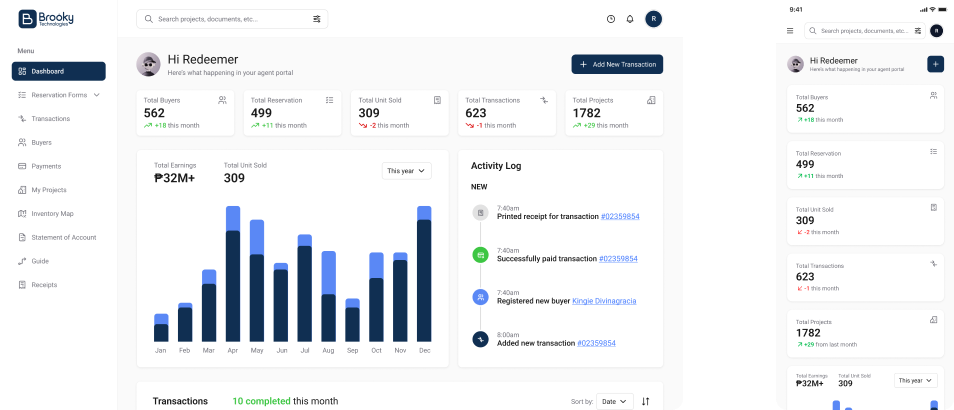 Brooky
Technologies
Menu
Dashboard
Reservation Forms
Transactions
Buyers
Payments
My Projects
Inventory Map
Statement of Account
Guide
Receipts
Search projects, documents, etc...
R
Hi Redeemer
Here's what happening in your agent portal
Add New Transaction
Total Buyers
562
+18 this month
Total Reservation
499
+11 this month
Total Unit Sold
309
-2 this month
Total Transactions
623
-1 this month
Total Projects
1782
+29 this month
Total Earnings
₱32M+
Total Unit Sold
309
This year
Jan Feb Mar Apr May Jun Jul Aug Sep Oct Nov Dec
Activity Log
NEW
7:40am
Printed receipt for transaction #02359854
7:40am
Successfully paid transaction #02359854
7:40am
Registered new buyer Kingie Divinagracia
8:00am
Added new transaction #02359854
Transactions
10 completed this month
Sort by: Date
9:41
Search projects, documents, etc...
R
Hi Redeemer
Here's what happening in your agent portal
Total Buyers
562
+18 this month
Total Reservation
499
+11 this month
Total Unit Sold
309
-2 this month
Total Transactions
623
-1 this month
Total Projects
1782
+29 from last month
Total Earnings
₱32M+
Total Unit Sold
309
This year